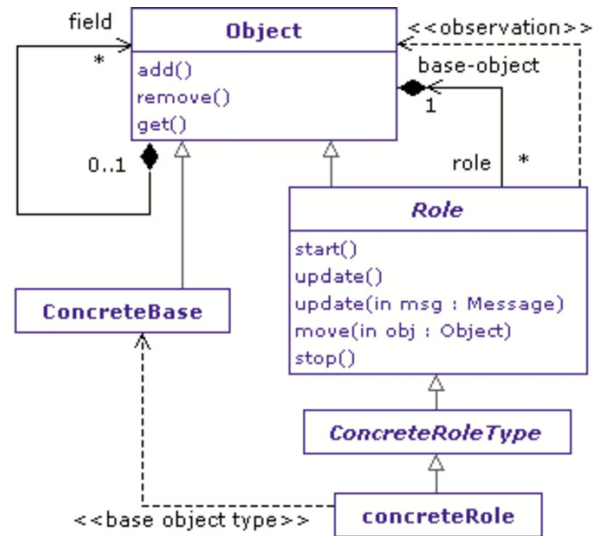 field
Object
<<observation>>
*
add()
base-object
remove()
1
get()
0..1
role
*
Role
start()
update()
update(in msg : Message)
move(in obj : Object)
stop()
ConcreteBase
ConcreteRoleType
<<base object type>>
concreteRole